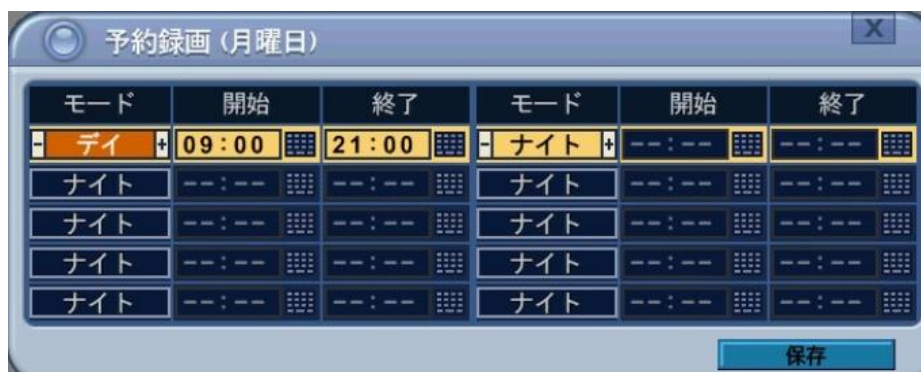 予約録画 (月曜日)
X
モード 開始 終了 モード 開始 終了
- デイ + 09:00 21:00 - ナイト + --:-- --:--
ナイト --:-- --:-- ナイト --:-- --:--
ナイト --:-- --:-- ナイト --:-- --:--
ナイト --:-- --:-- ナイト --:-- --:--
ナイト --:-- --:-- ナイト --:-- --:--
保存